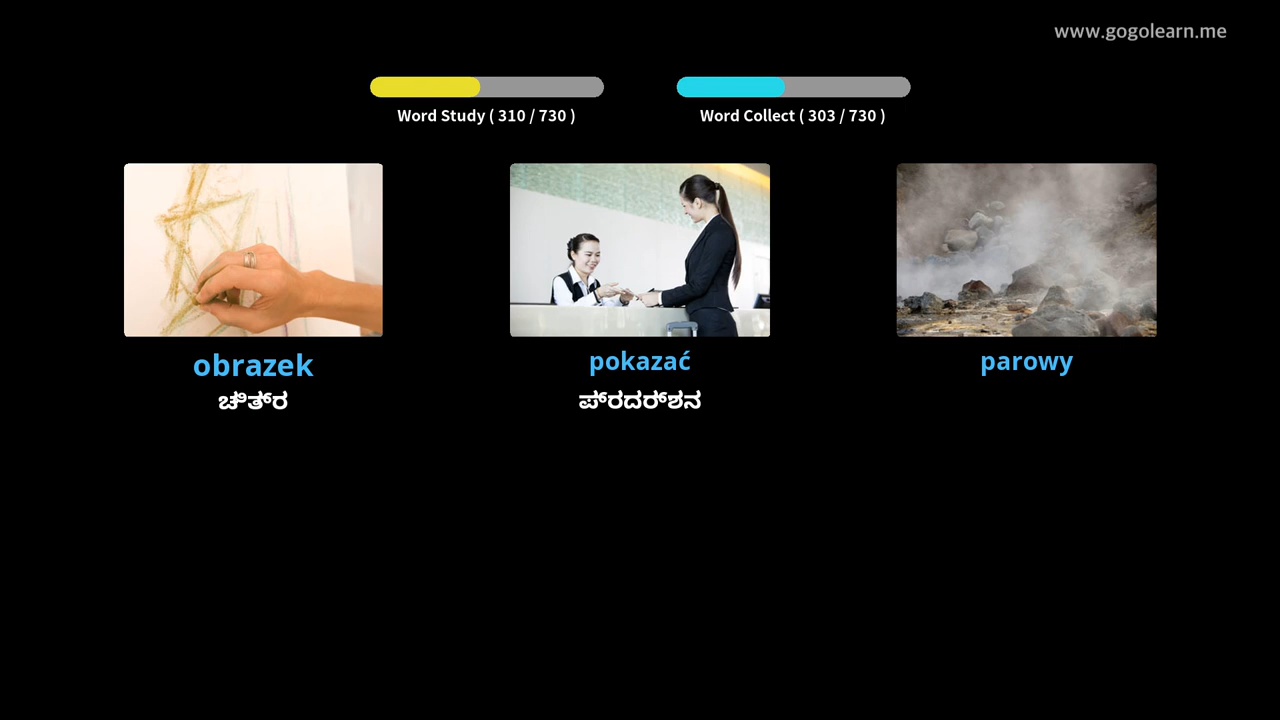 www.gogolearn.me
Word Study ( 310 / 730 )
Word Collect ( 303 / 730 )
obrazek
pokazać
parowy
ಚಿತ್ರ
ಪ್ರದರ್ಶನ